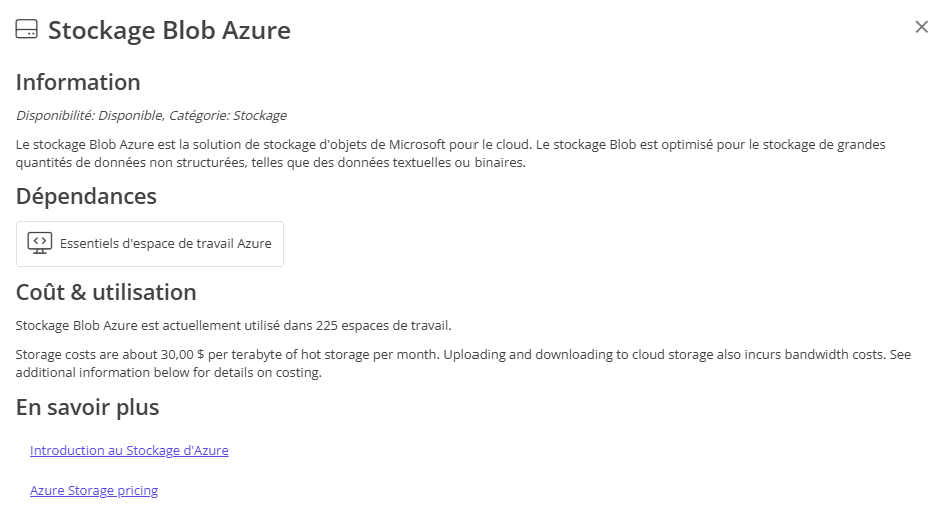 Stockage Blob Azure
Information
Disponibilité: Disponible, Catégorie: Stockage
Le stockage Blob Azure est la solution de stockage d'objets de Microsoft pour le cloud. Le stockage Blob est optimisé pour le stockage de grandes
quantités de données non structurées, telles que des données textuelles ou binaires.
Dépendances
Essentiels d'espace de travail Azure
Coût & utilisation
Stockage Blob Azure est actuellement utilisé dans 225 espaces de travail.
Storage costs are about 30,00 $ per terabyte of hot storage per month. Uploading and downloading to cloud storage also incurs bandwidth costs. See
additional information below for details on costing.
En savoir plus
Introduction au Stockage d'Azure
Azure Storage pricing